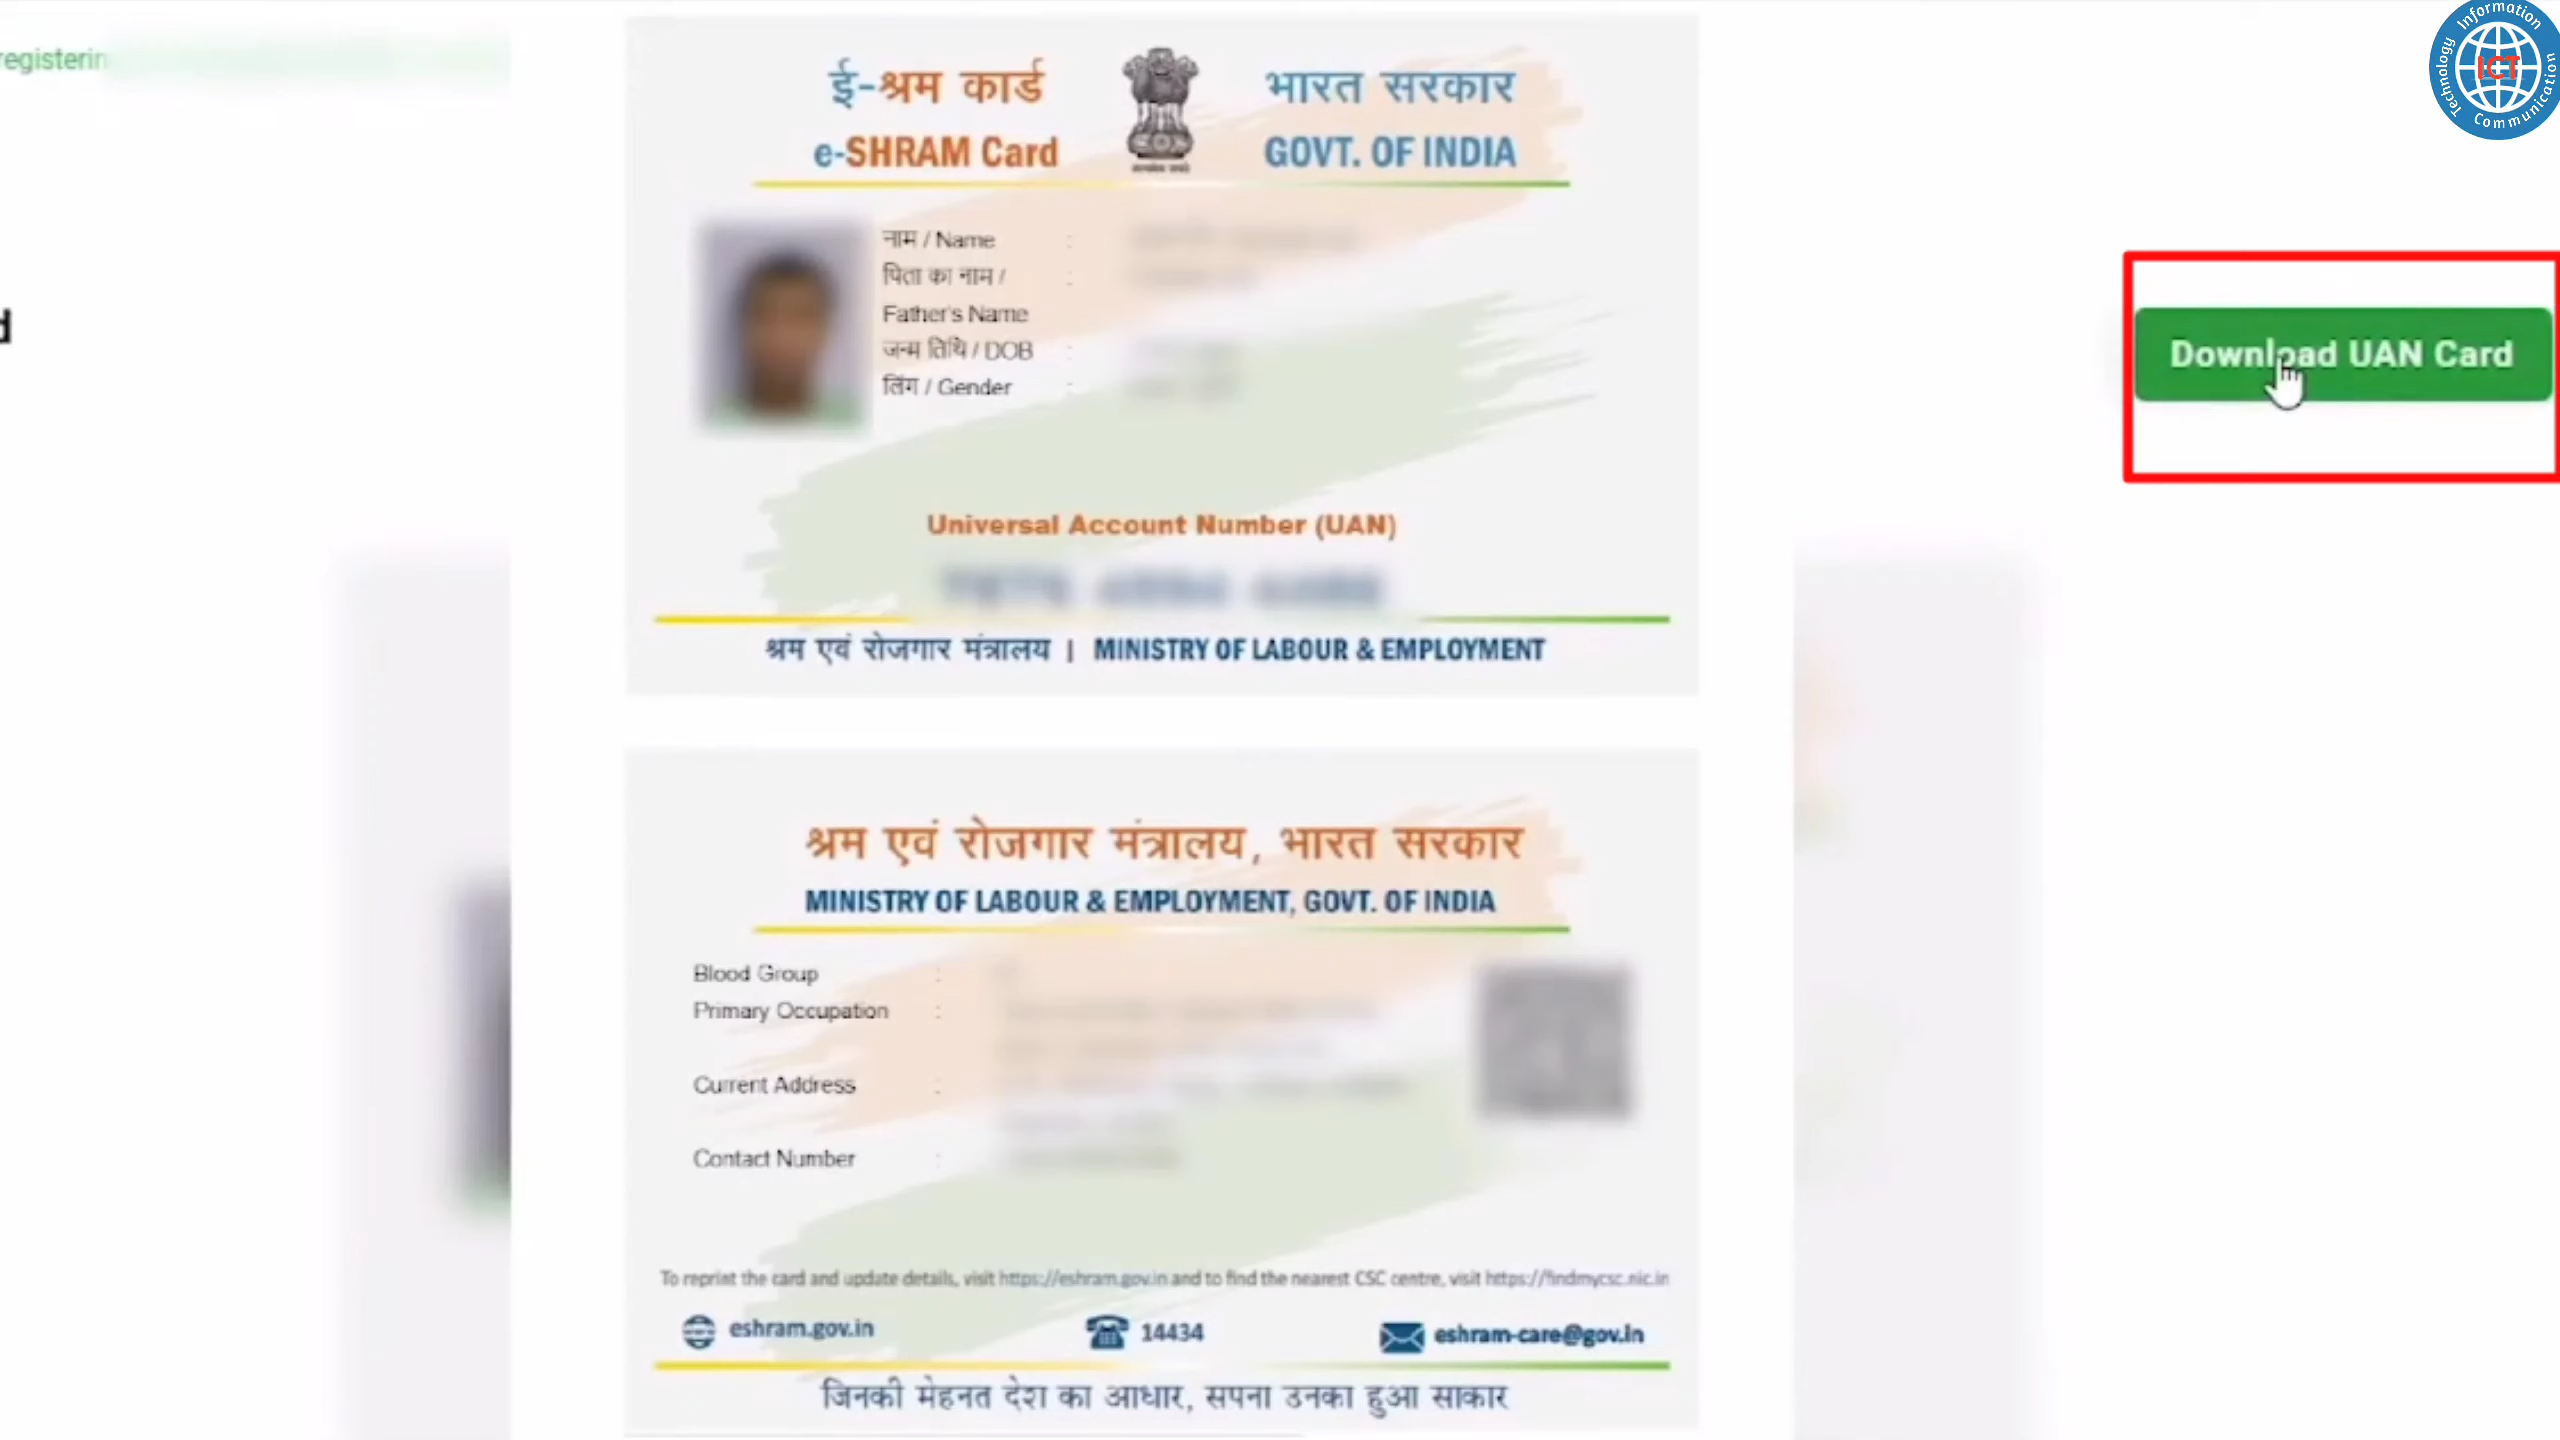 ई-श्रम कार्ड
e-SHRAM Card
भारत सरकार
GOVT. OF INDIA
Information
Communication
Technology
ICT
नाम / Name :
पिता का नाम / :
Father's Name
जन्म तिथि / DOB :
लिंग / Gender :
Download UAN Card
Universal Account Number (UAN)
श्रम एवं रोजगार मंत्रालय | MINISTRY OF LABOUR & EMPLOYMENT
श्रम एवं रोजगार मंत्रालय, भारत सरकार
MINISTRY OF LABOUR & EMPLOYMENT, GOVT. OF INDIA
Blood Group :
Primary Occupation :
Current Address :
Contact Number :
To reprint the card and update details, visit https://eshram.gov.in and to find the nearest CSC centre, visit https://findmycsc.nic.in
eshram.gov.in
14434
eshram-care@gov.in
जिनकी मेहनत देश का आधार, सपना उनका हुआ साकार